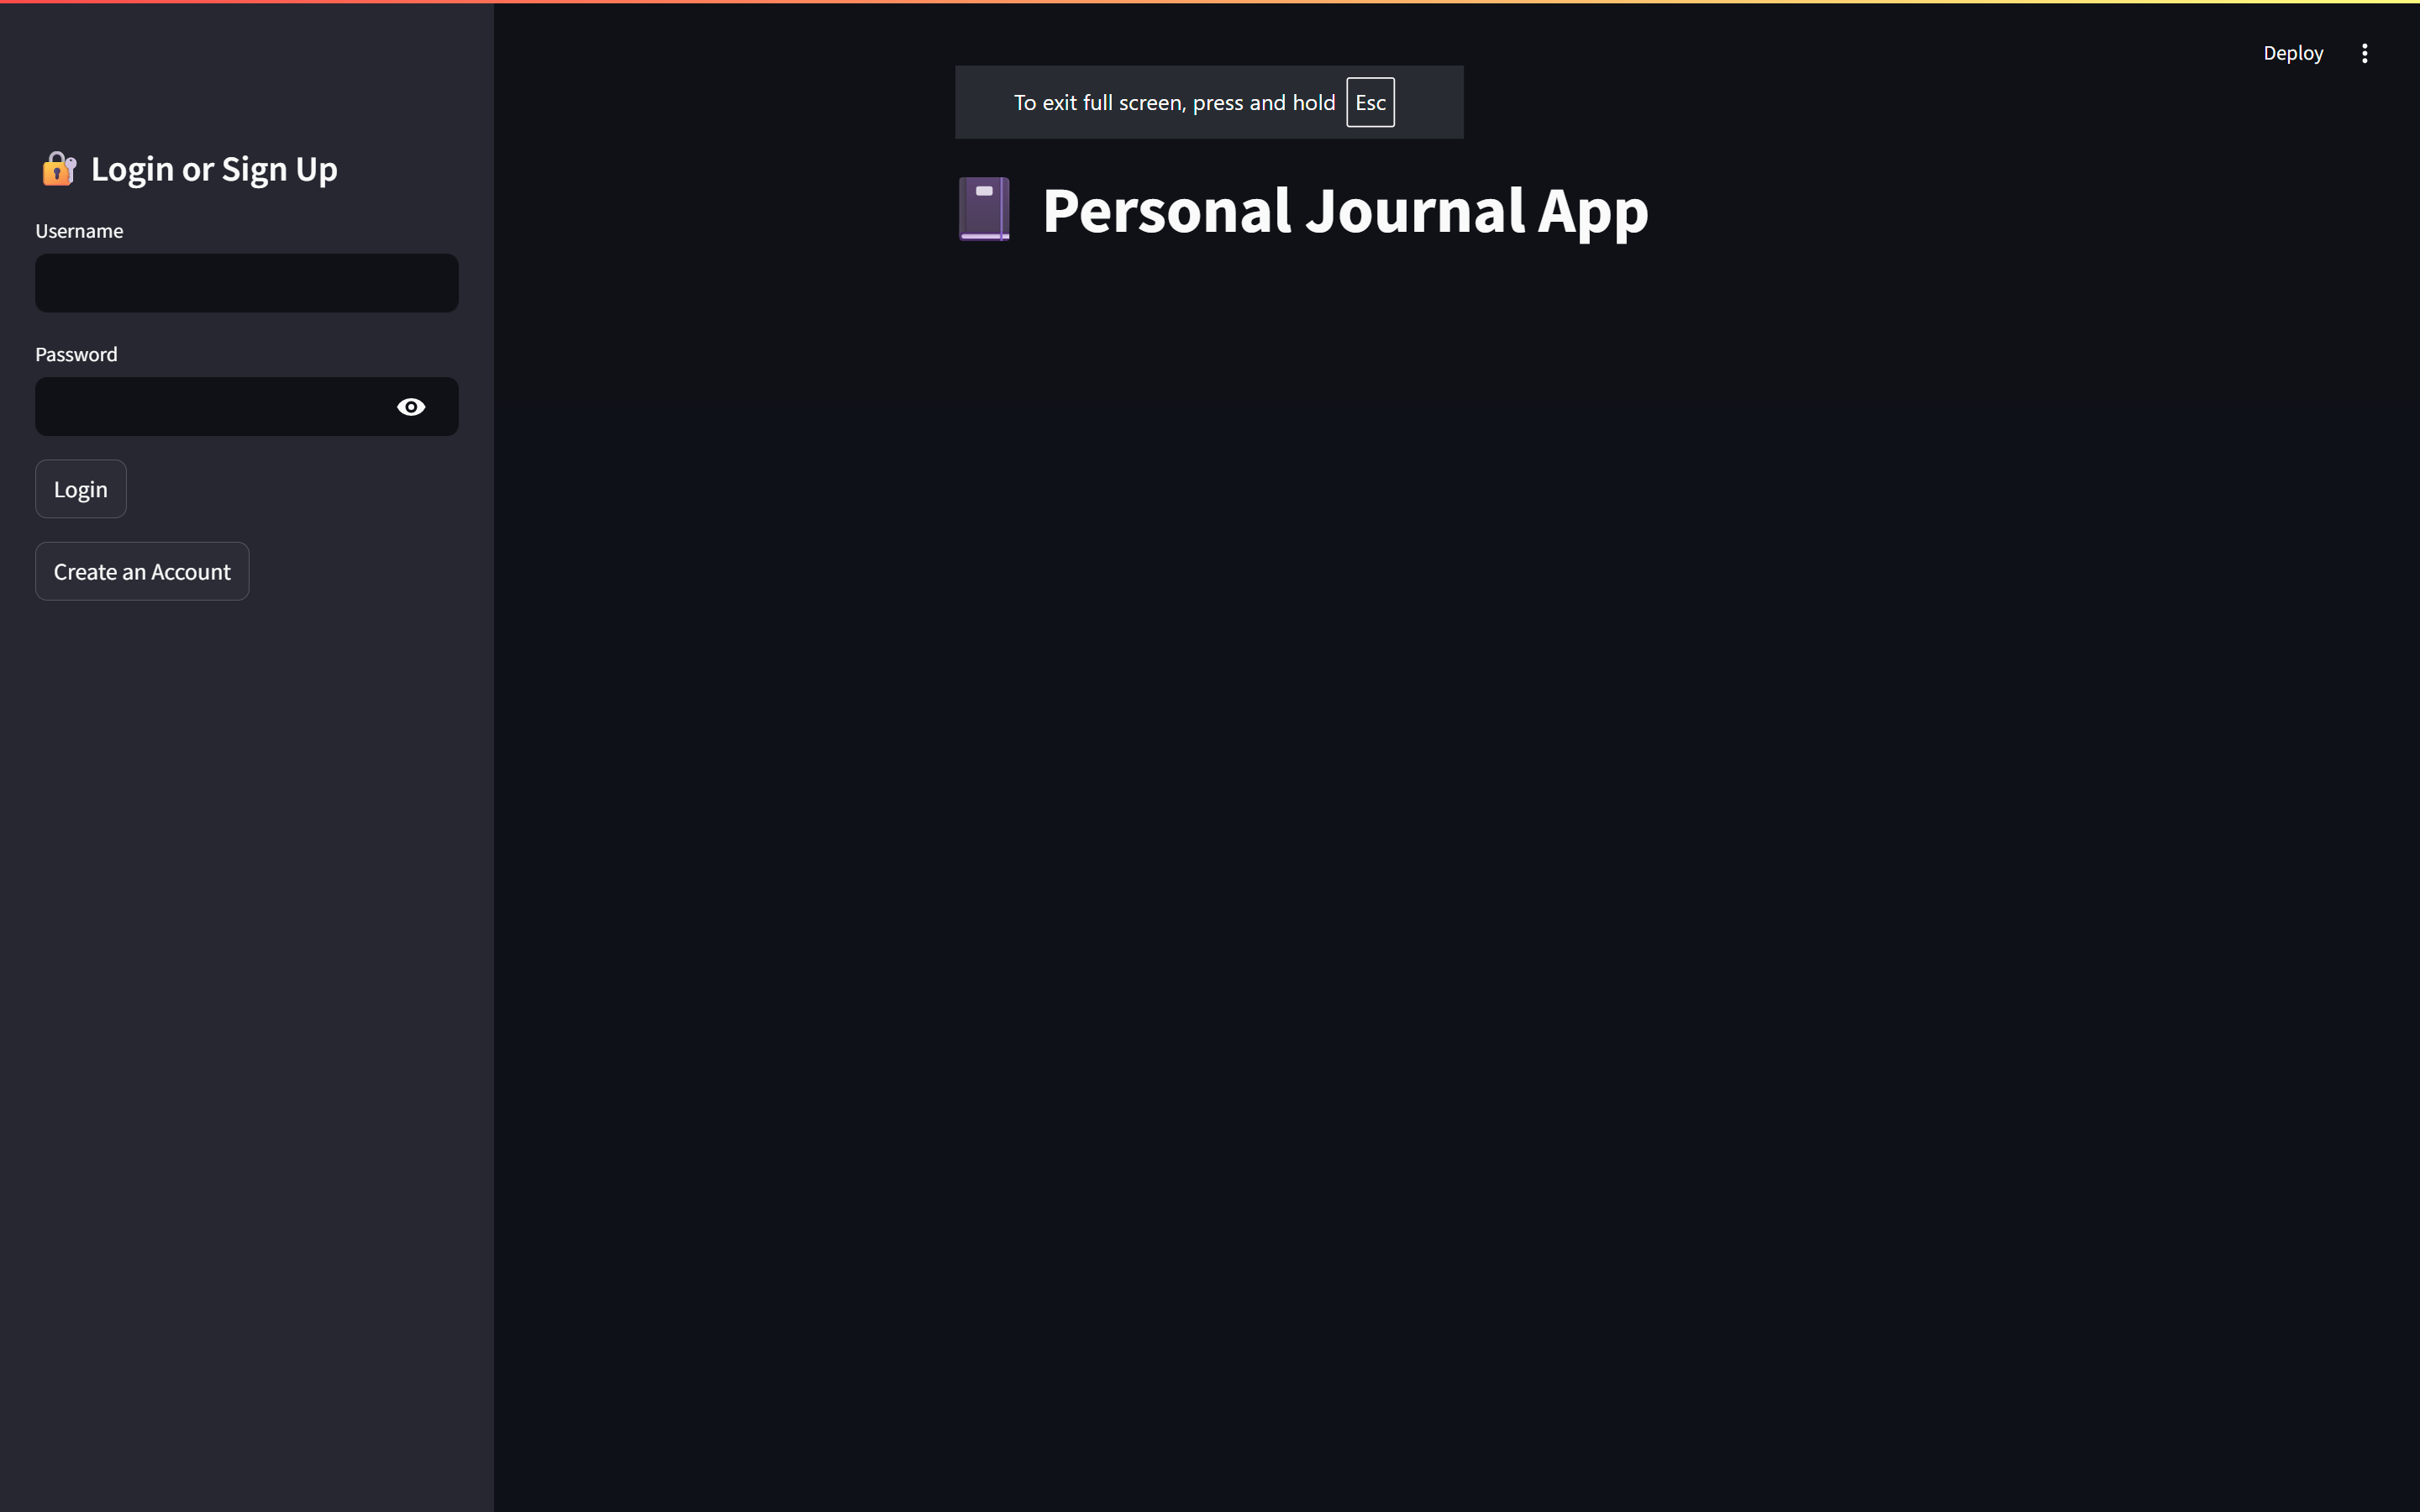 Deploy
To exit full screen, press and hold Esc
Login or Sign Up
Username
Password
Login
Create an Account
Personal Journal App